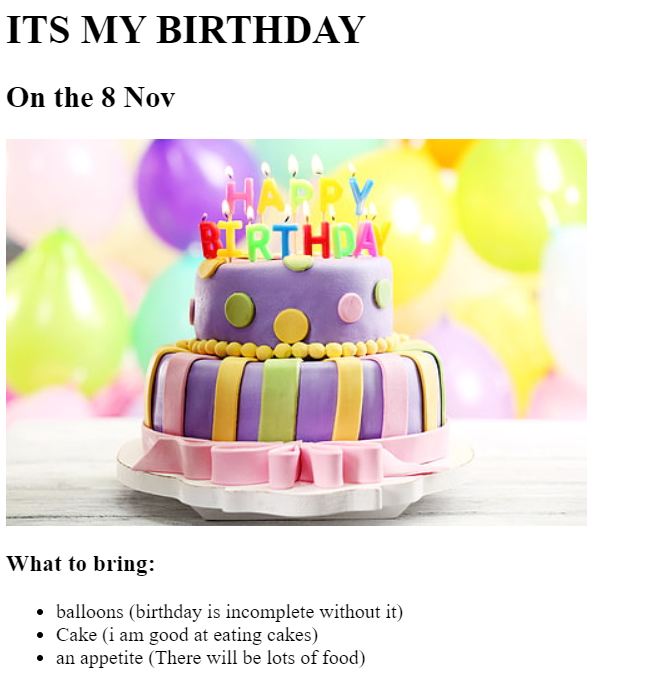 ITS MY BIRTHDAY
On the 8 Nov
HAPPY
BIRTHDAY
What to bring:
balloons (birthday is incomplete without it)
Cake (i am good at eating cakes)
an appetite (There will be lots of food)